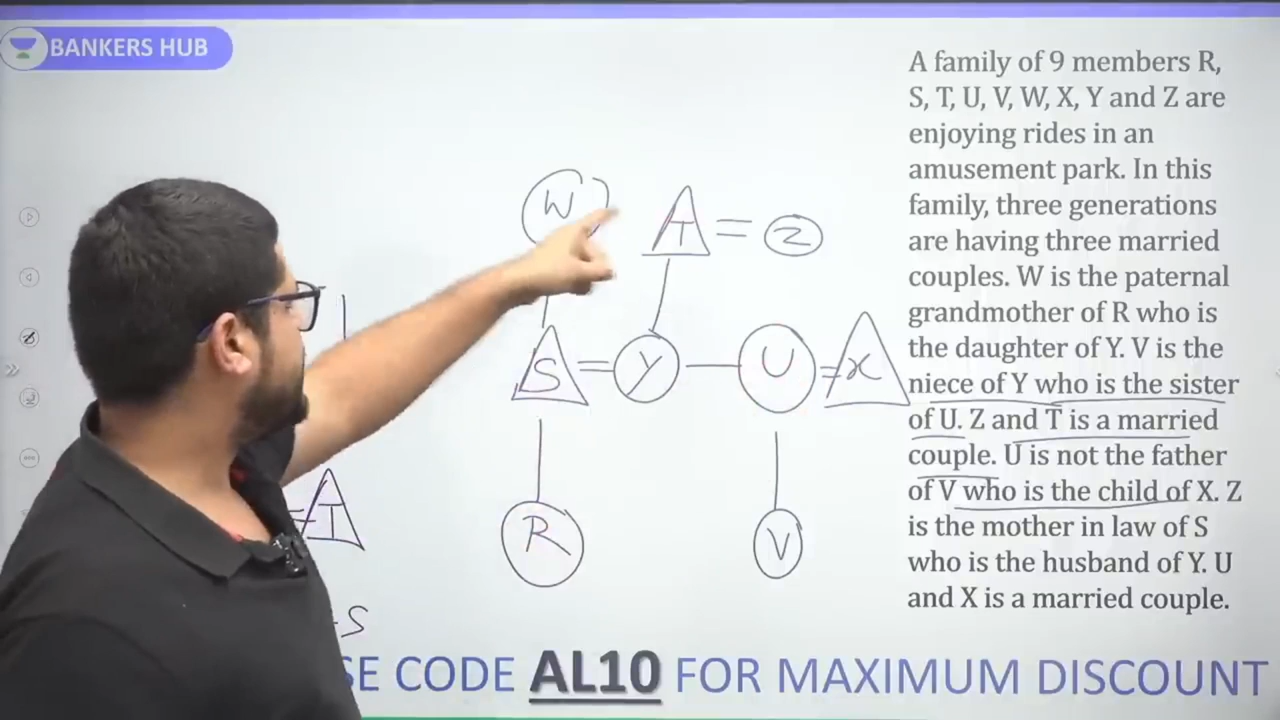 BANKERS HUB
A family of 9 members R,
S, T, U, V, W, X, Y and Z are
enjoying rides in an
amusement park. In this
family, three generations
are having three married
couples. W is the paternal
grandmother of R who is
the daughter of Y. V is the
niece of Y who is the sister
of U. Z and T is a married
couple. U is not the father
of V who is the child of X. Z
is the mother in law of S
who is the husband of Y. U
and X is a married couple.
W T = Z
S = Y — U = X
R V
= T
S
SE CODE AL10 FOR MAXIMUM DISCOUNT